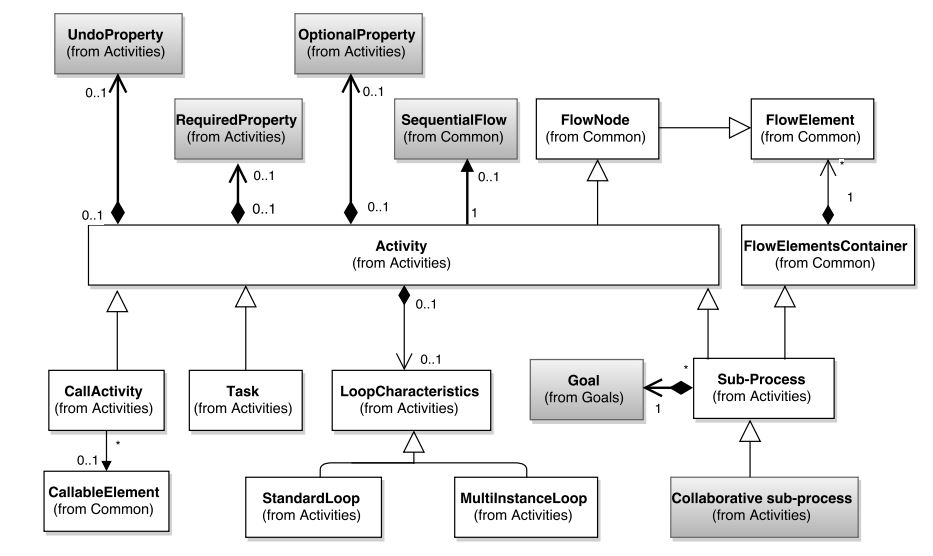 UndoProperty
(from Activities)
OptionalProperty
(from Activities)
0..1
0..1
RequiredProperty
(from Activities)
SequentialFlow
(from Common)
FlowNode
(from Common)
FlowElement
(from Common)
*
0..1
0..1
0..1
0..1
0..1
1
1
Activity
(from Activities)
FlowElementsContainer
(from Common)
0..1
0..1
CallActivity
(from Activities)
Task
(from Activities)
LoopCharacteristics
(from Activities)
Goal
(from Goals)
*
1
Sub-Process
(from Activities)
*
0..1
CallableElement
(from Common)
StandardLoop
(from Activities)
MultiInstanceLoop
(from Activities)
Collaborative sub-process
(from Activities)